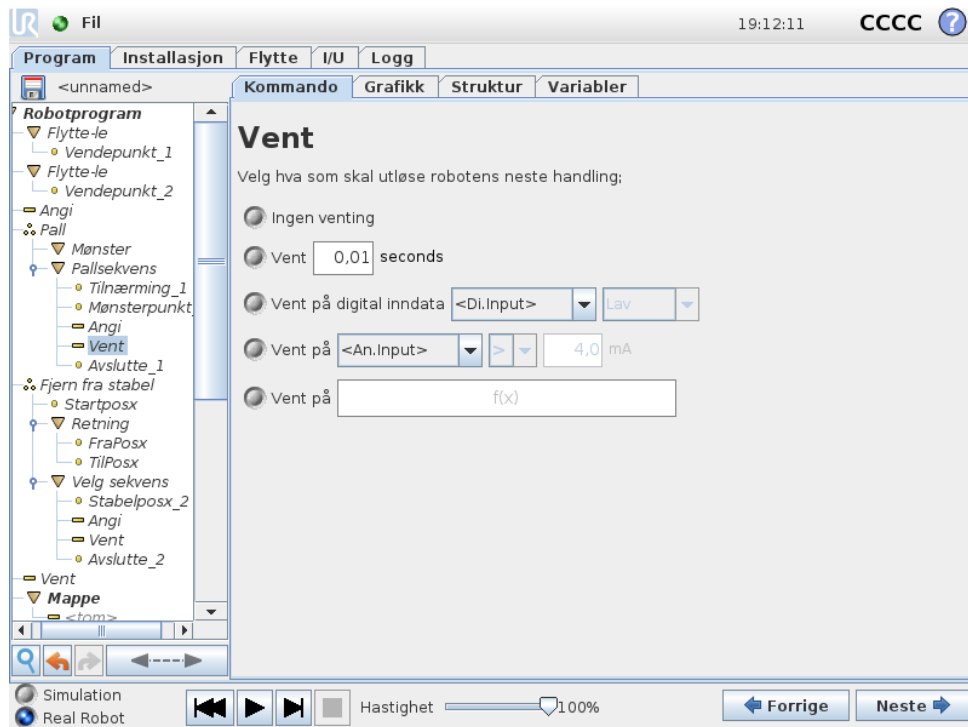 UR Fil 19:12:11 CCCC ?
Program Installasjon Flytte I/U Logg
<unnamed>
Robotprogram
Flytte-le
Vendepunkt_1
Flytte-le
Vendepunkt_2
Angi
Pall
Mønster
Pallsekvens
Tilnærming_1
Mønsterpunkt
Angi
Vent
Avslutte_1
Fjern fra stabel
Startposx
Retning
FraPosx
TilPosx
Velg sekvens
Stabelposx_2
Angi
Vent
Avslutte_2
Vent
Mappe
<tom>
Kommando Grafikk Struktur Variabler
Vent
Velg hva som skal utløse robotens neste handling;
Ingen venting
Vent 0,01 seconds
Vent på digital inndata <Di.Input> Lav
Vent på <An.Input> > 4,0 mA
Vent på f(x)
Simulation
Real Robot
Hastighet 100%
Forrige Neste